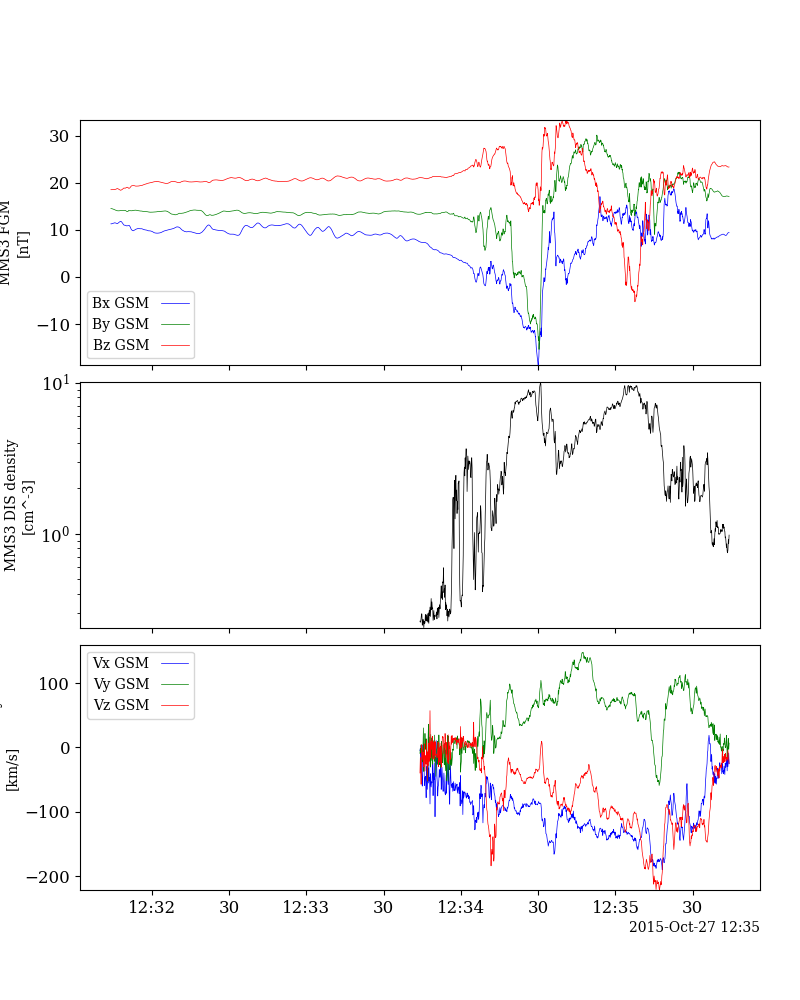 30
20
10
0
−10
MMS3 FGM
[nT]
Bx GSM
By GSM
Bz GSM
10^1
10^0
MMS3 DIS density
[cm^-3]
Vx GSM
Vy GSM
Vz GSM
100
0
−100
−200
[km/s]
12:32
30
12:33
30
12:34
30
12:35
30
2015-Oct-27 12:35